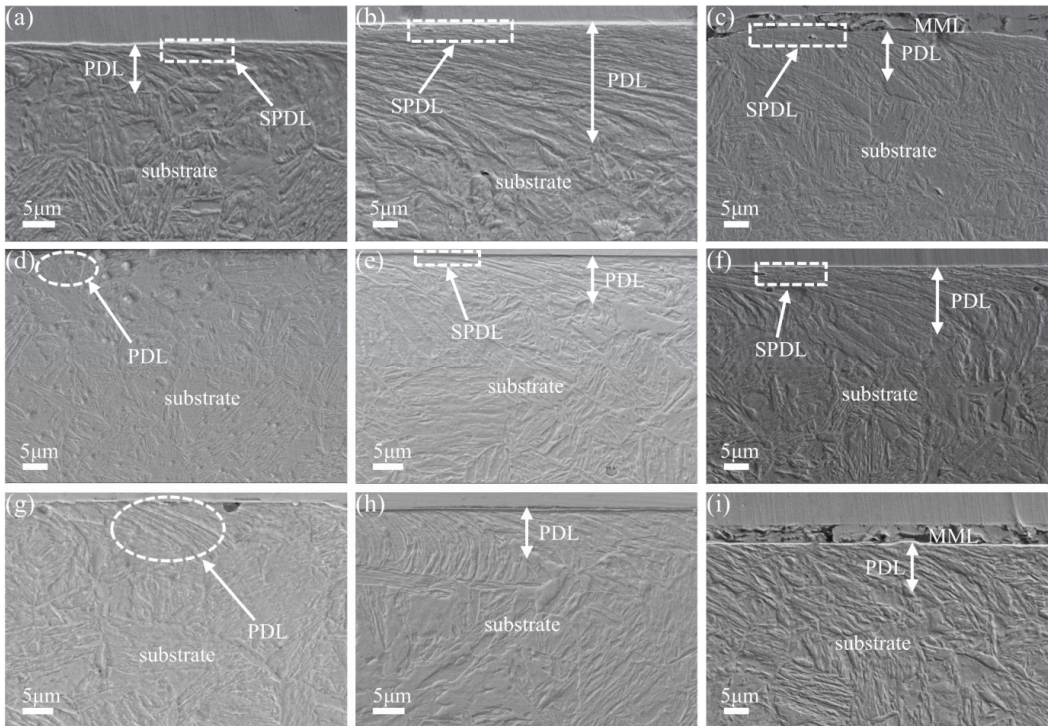 (a)
PDL
SPDL
substrate
5μm
(b)
SPDL
PDL
substrate
5μm
(c)
MML
PDL
SPDL
substrate
5μm
(d)
PDL
substrate
5μm
(e)
SPDL
PDL
substrate
5μm
(f)
SPDL
PDL
substrate
5μm
(g)
PDL
substrate
5μm
(h)
PDL
substrate
5μm
(i)
MML
PDL
substrate
5μm